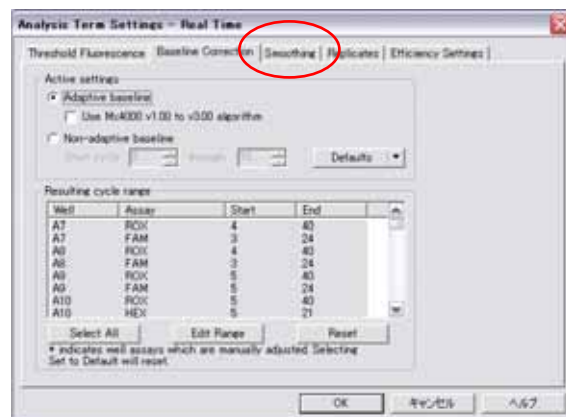 Analysis Term Settings - Real Time
Threshold Fluorescence Baseline Correction Smoothing Replicates Efficiency Settings
Active settings
Adaptive baseline
Use Mx4000 v1.00 to v3.00 algorithm
Non-adaptive baseline
Start cycle through Defaults
Resulting cycle range
Well Assay Start End
A7 ROX 4 40
A7 FAM 3 24
A8 ROX 4 40
A8 FAM 3 24
A9 ROX 5 40
A9 FAM 5 24
A10 ROX 5 40
A10 HEX 5 21
Select All Edit Range Reset
* indicates well assays which are manually adjusted. Selecting
Set to Default will reset.
OK キャンセル ヘルプ